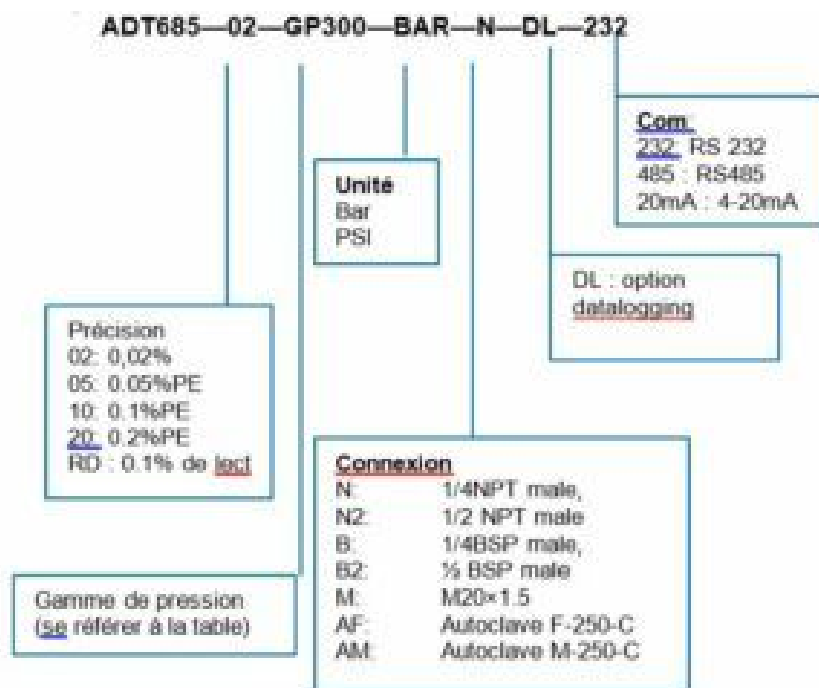 ADT685—02—GP300—BAR—N—DL—232
Com:
232: RS 232
485 : RS485
20mA : 4-20mA
Unité
Bar
PSI
DL : option
datalogging
Précision
02: 0,02%
05: 0.05%PE
10: 0.1%PE
20: 0.2%PE
RD : 0.1% de lect
Connexion
N: 1/4NPT male,
N2: 1/2 NPT male
B: 1/4BSP male,
B2: ½ BSP male
M: M20×1.5
AF: Autoclave F-250-C
AM: Autoclave M-250-C
Gamme de pression
(se référer à la table)